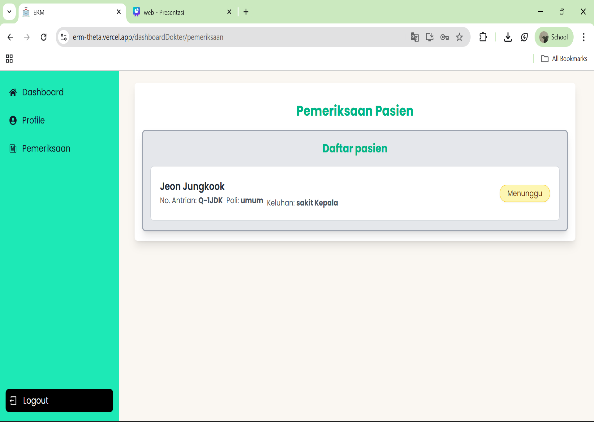 ERM
web - Presentasi
erm-theta.vercel.app/dashboardDokter/pemeriksaan
School
All Bookmarks
Dashboard
Profile
Pemeriksaan
Logout
Pemeriksaan Pasien
Daftar pasien
Jeon Jungkook
No. Antrian: Q-1JDK Poli: umum Keluhan: sakit Kepala
Menunggu